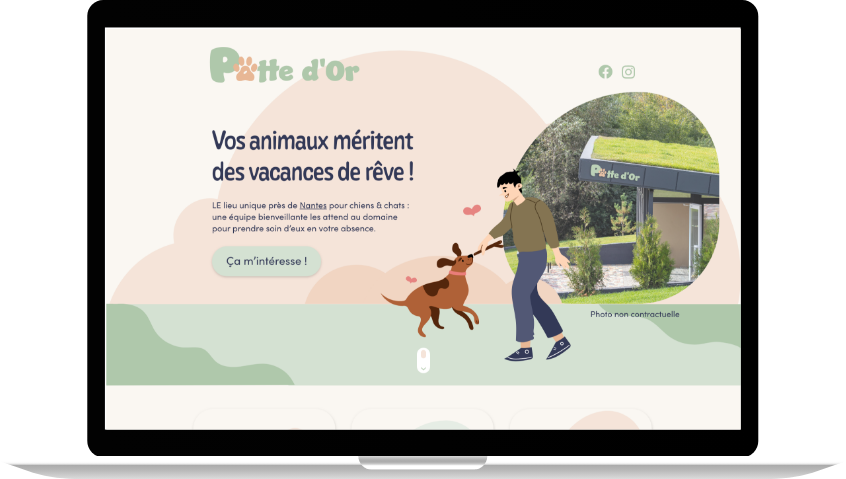 Patte d'Or
Vos animaux méritent
des vacances de rêve !
LE lieu unique près de Nantes pour chiens & chats :
une équipe bienveillante les attend au domaine
pour prendre soin d'eux en votre absence.
Ça m'intéresse !
Patte d'Or
Photo non contractuelle